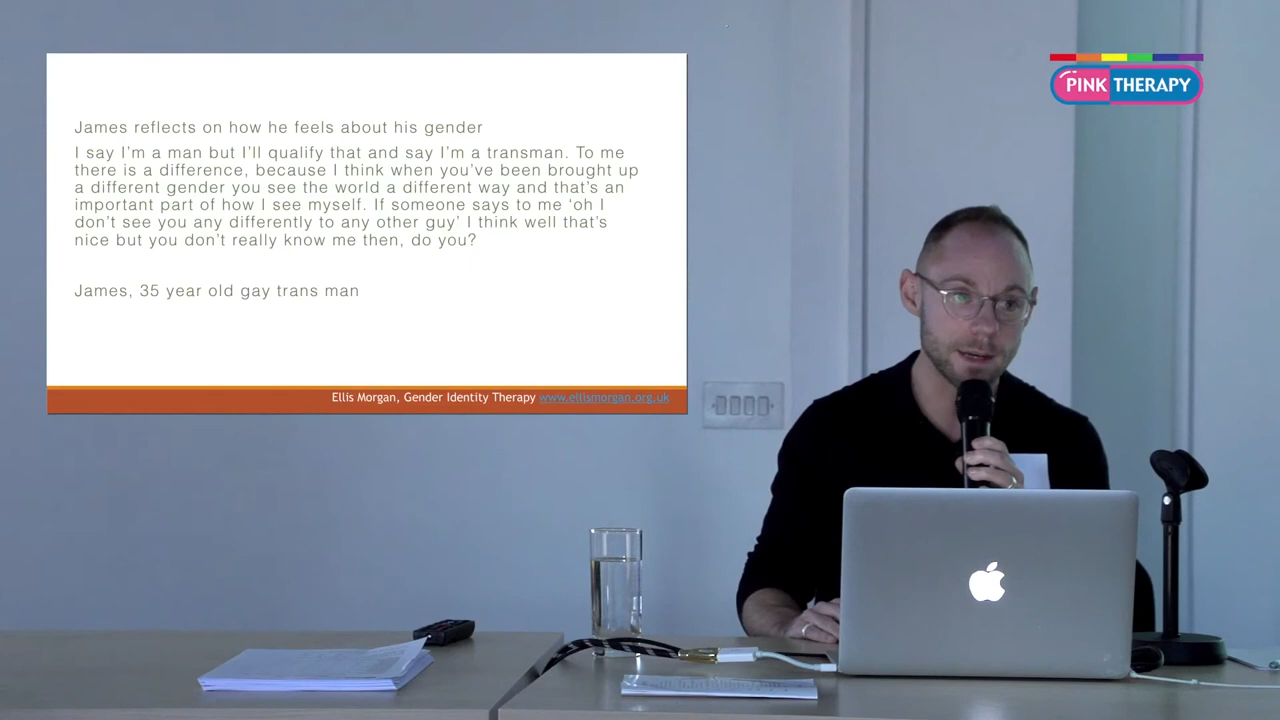 James reflects on how he feels about his gender
I say I’m a man but I’ll qualify that and say I’m a transman. To me
there is a difference, because I think when you’ve been brought up
a different gender you see the world a different way and that’s an
important part of how I see myself. If someone says to me ‘oh I
don’t see you any differently to any other guy’ I think well that’s
nice but you don’t really know me then, do you?
James, 35 year old gay trans man
Ellis Morgan, Gender Identity Therapy www.ellismorgan.org.uk
PINK THERAPY